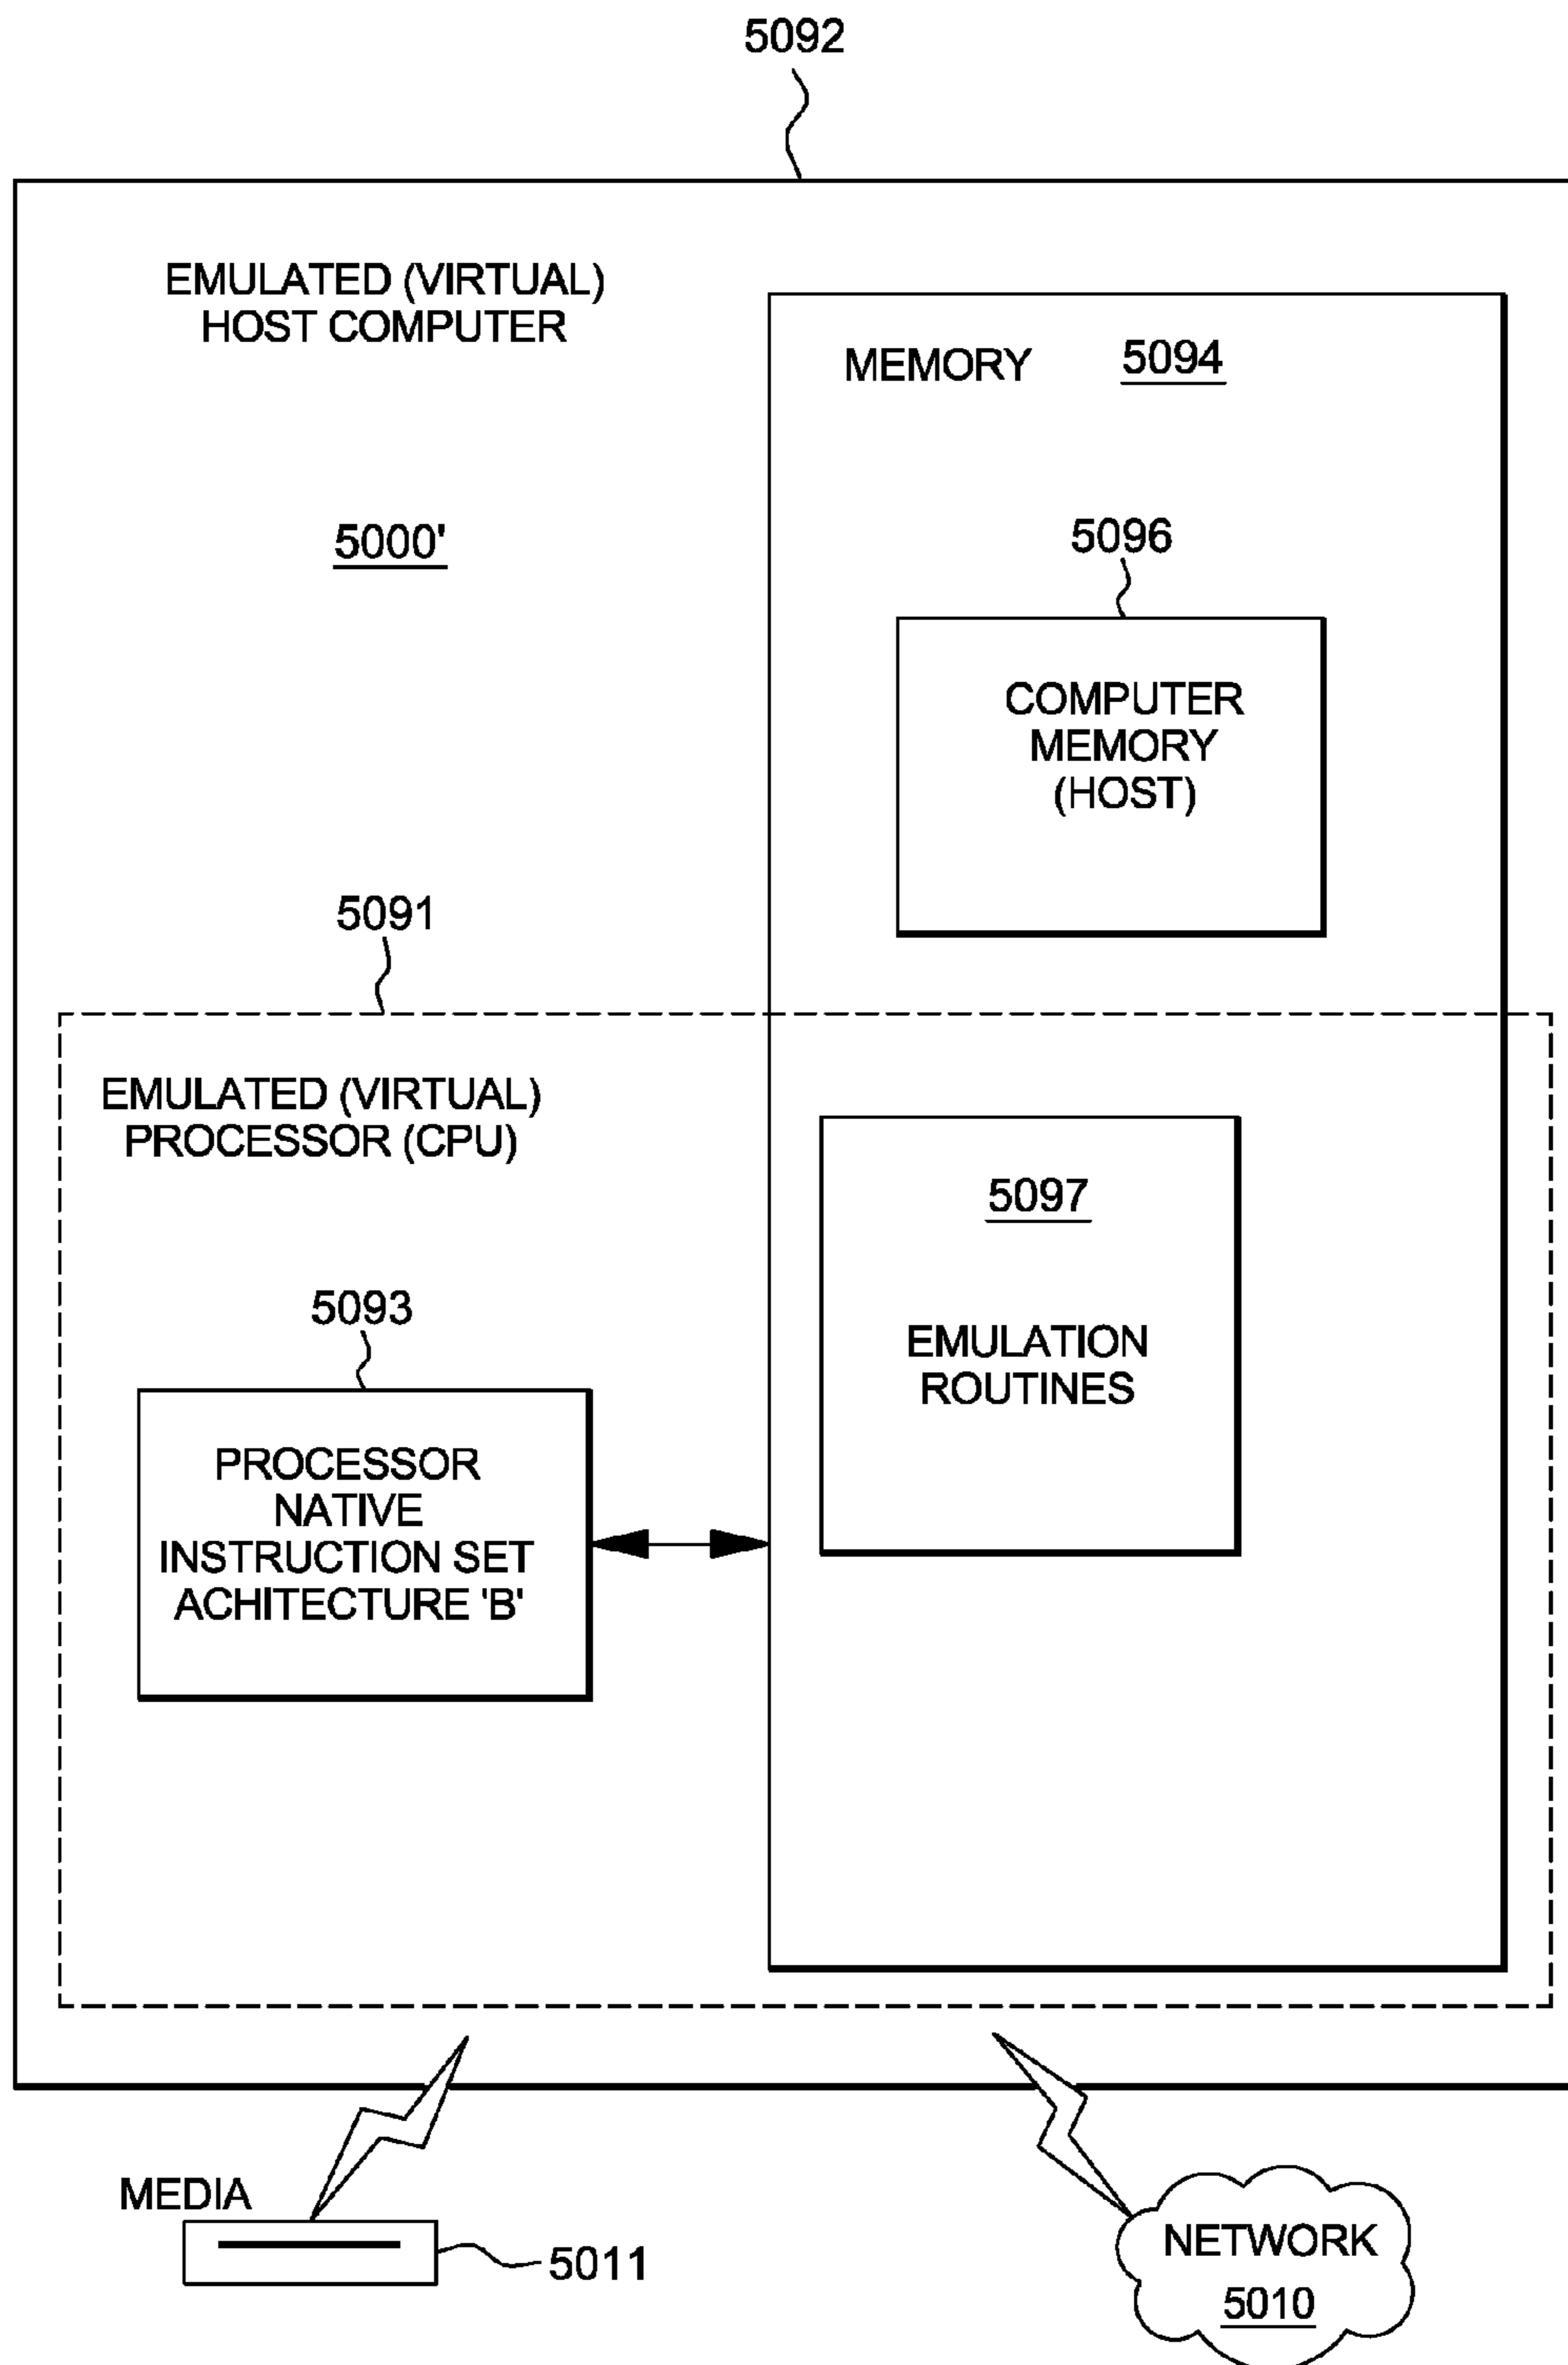 5092
EMULATED (VIRTUAL)
HOST COMPUTER
MEMORY 5094
5000'
5096
COMPUTER
MEMORY
(HOST)
5091
EMULATED (VIRTUAL)
PROCESSOR (CPU)
5097
EMULATION
ROUTINES
5093
PROCESSOR
NATIVE
INSTRUCTION SET
ACHITECTURE 'B'
MEDIA
5011
NETWORK
5010